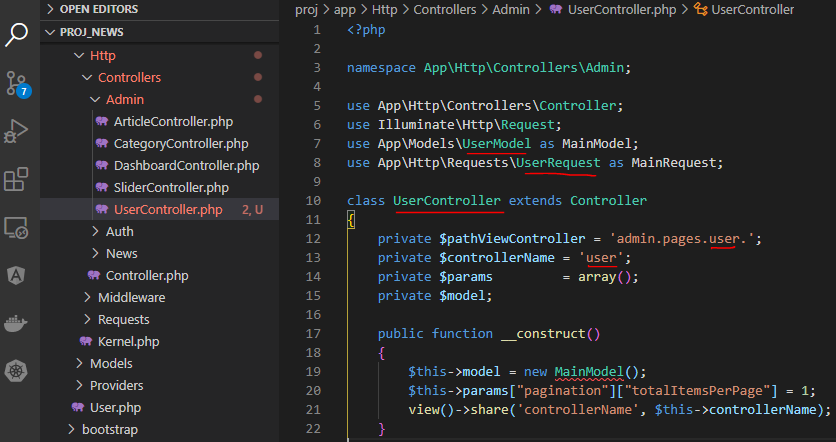 OPEN EDITORS
PROJ_NEWS
Http
Controllers
Admin
ArticleController.php
CategoryController.php
DashboardController.php
SliderController.php
UserController.php 2, U
Auth
News
Controller.php
Middleware
Requests
Kernel.php
Models
Providers
User.php
bootstrap
7
proj > app > Http > Controllers > Admin > UserController.php > UserController
1 <?php
2
3 namespace App\Http\Controllers\Admin;
4
5 use App\Http\Controllers\Controller;
6 use Illuminate\Http\Request;
7 use App\Models\UserModel as MainModel;
8 use App\Http\Requests\UserRequest as MainRequest;
9
10 class UserController extends Controller
11 {
12 private $pathViewController = 'admin.pages.user.';
13 private $controllerName = 'user';
14 private $params = array();
15 private $model;
16
17 public function __construct()
18 {
19 $this->model = new MainModel();
20 $this->params["pagination"]["totalItemsPerPage"] = 1;
21 view()->share('controllerName', $this->controllerName);
22 }